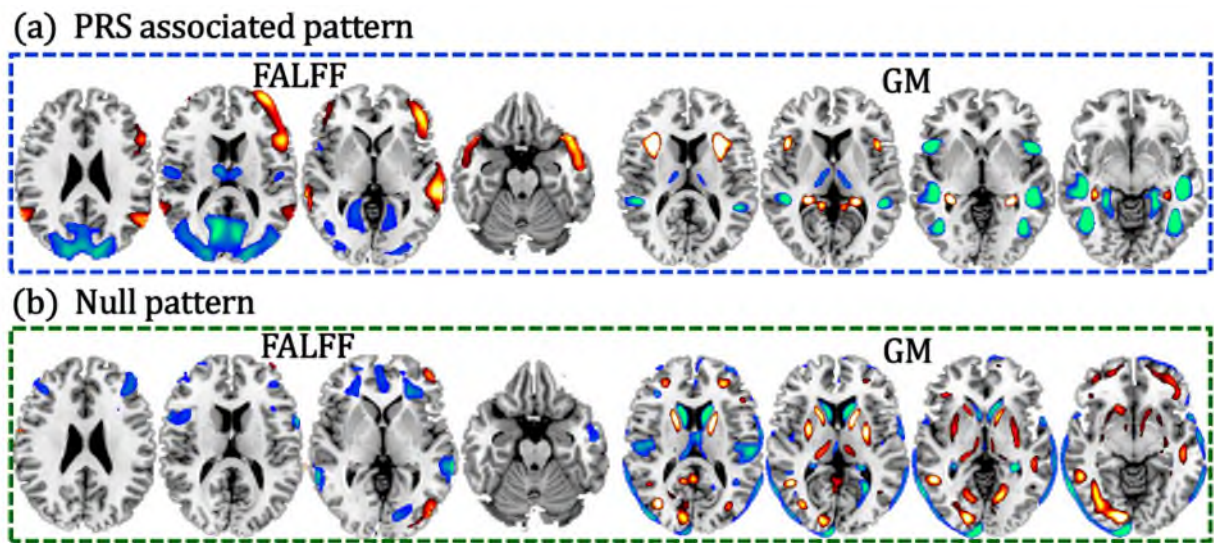 (a) PRS associated pattern
FALFF
GM
(b) Null pattern
FALFF
GM